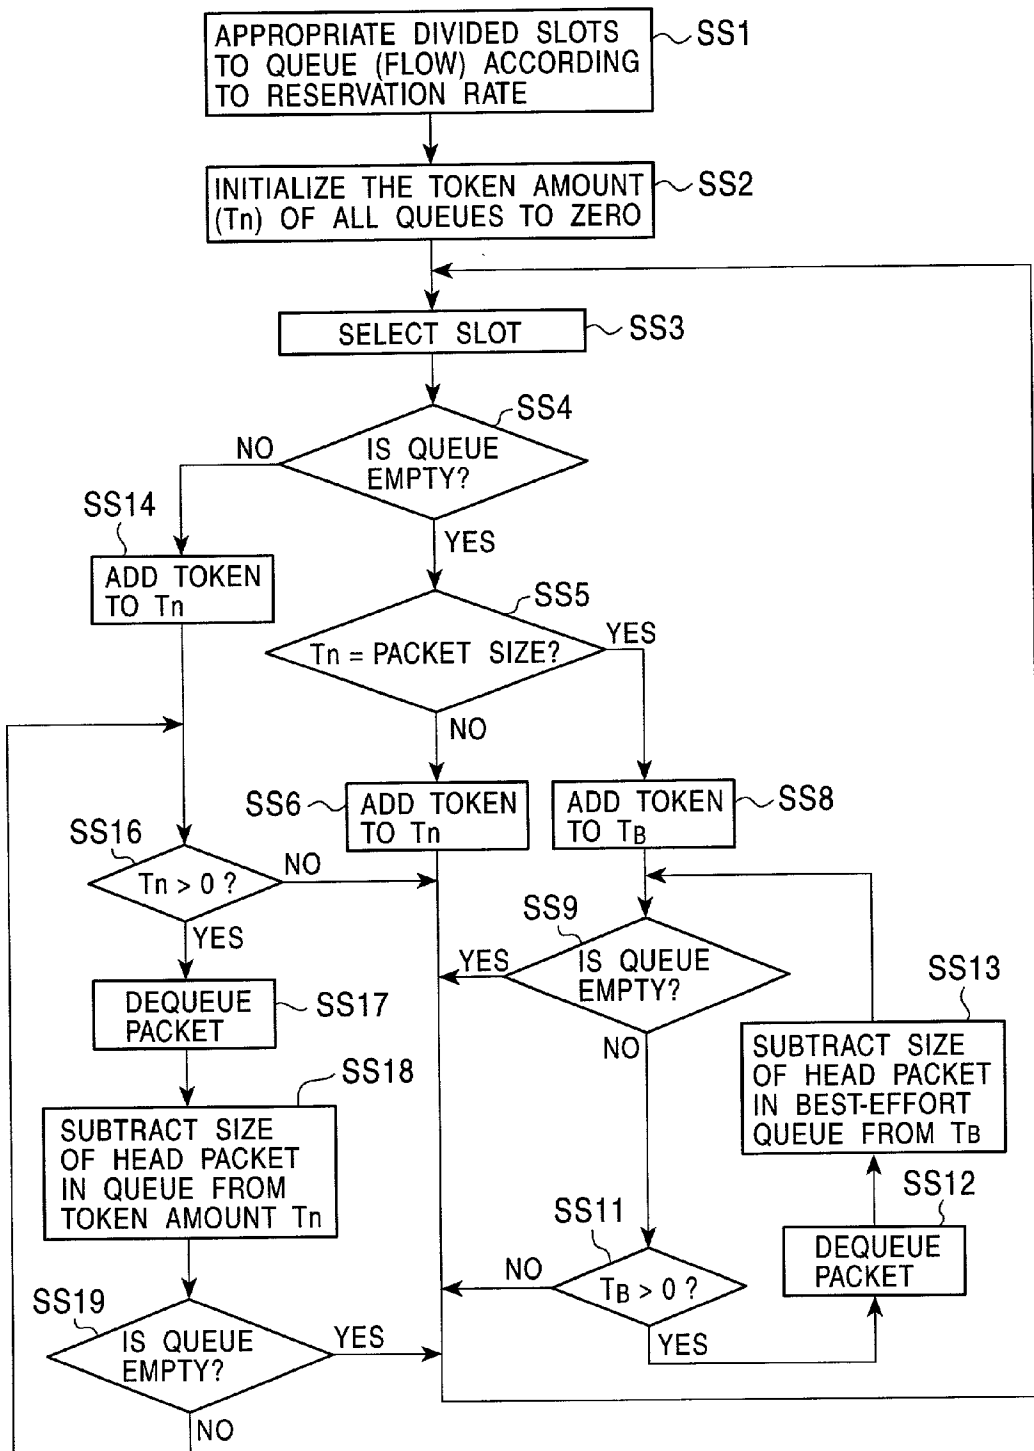 APPROPRIATE DIVIDED SLOTS
TO QUEUE (FLOW) ACCORDING
TO RESERVATION RATE
SS1
INITIALIZE THE TOKEN AMOUNT
(Tn) OF ALL QUEUES TO ZERO
SS2
SELECT SLOT
SS3
SS4
IS QUEUE
EMPTY?
NO
YES
SS14
ADD TOKEN
TO Tn
SS5
Tn = PACKET SIZE?
YES
NO
SS6
ADD TOKEN
TO Tn
ADD TOKEN
TO TB
SS8
SS16
Tn > 0 ?
NO
YES
SS9
IS QUEUE
EMPTY?
YES
NO
DEQUEUE
PACKET
SS17
SS13
SUBTRACT SIZE
OF HEAD PACKET
IN BEST-EFFORT
QUEUE FROM TB
SS18
SUBTRACT SIZE
OF HEAD PACKET
IN QUEUE FROM
TOKEN AMOUNT Tn
SS12
DEQUEUE
PACKET
SS11
TB > 0 ?
NO
YES
SS19
IS QUEUE
EMPTY?
YES
NO